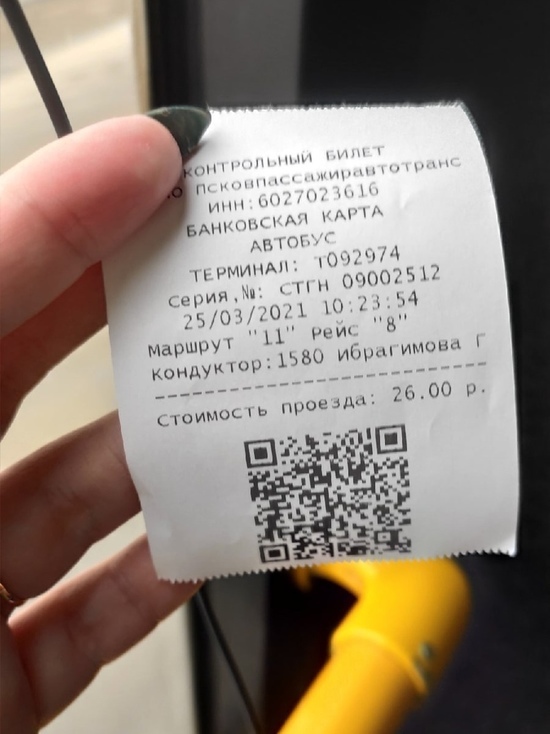 КОНТРОЛЬНЫЙ БИЛЕТ
псковпассажиравтотранс
ИНН:6027023616
БАНКОВСКАЯ КАРТА
АВТОБУС
ТЕРМИНАЛ: Т092974
Серия,№: СТГН 09002512
25/03/2021 10:23:54
Маршрут "11" Рейс "8"
Кондуктор:1580 Ибрагимова Г
Стоимость проезда: 26.00 р.